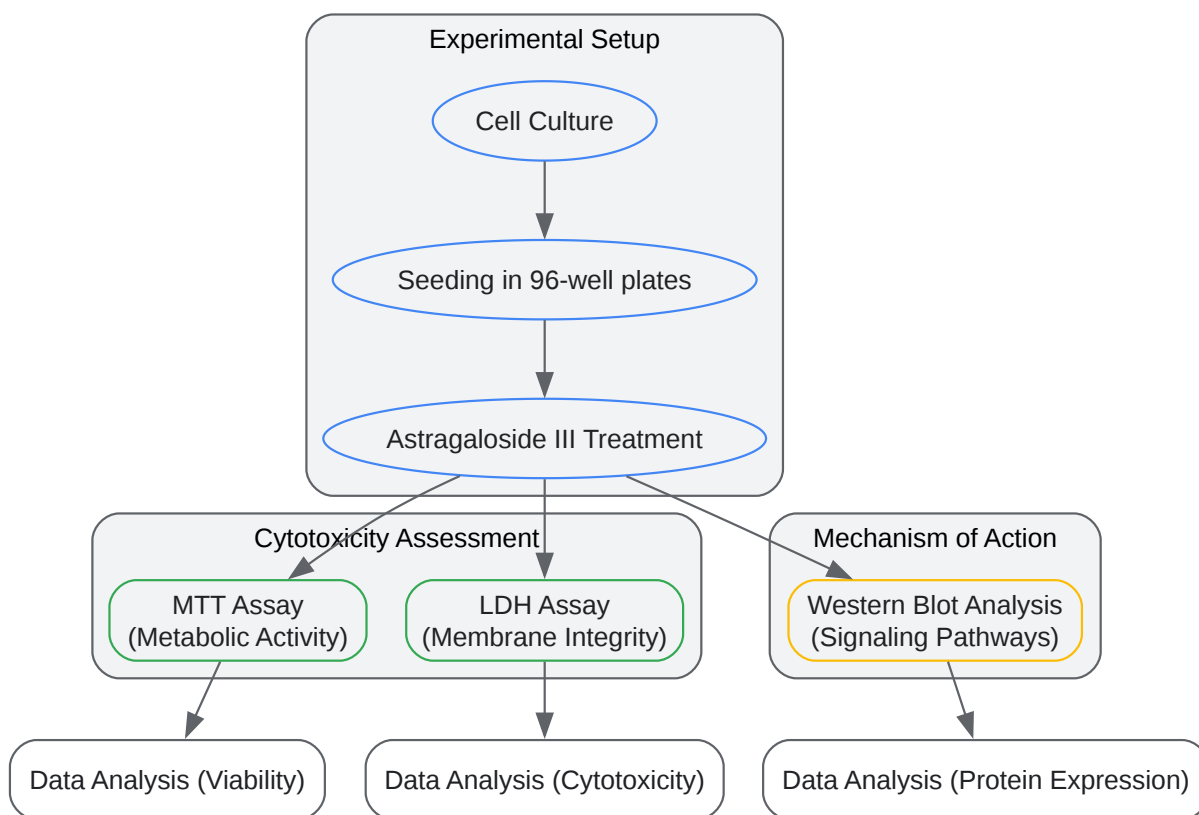 Experimental Setup
Cell Culture
Seeding in 96-well plates
Astragaloside III Treatment
Cytotoxicity Assessment
Mechanism of Action
MTT Assay
(Metabolic Activity)
LDH Assay
(Membrane Integrity)
Western Blot Analysis
(Signaling Pathways)
Data Analysis (Viability)
Data Analysis (Cytotoxicity)
Data Analysis (Protein Expression)